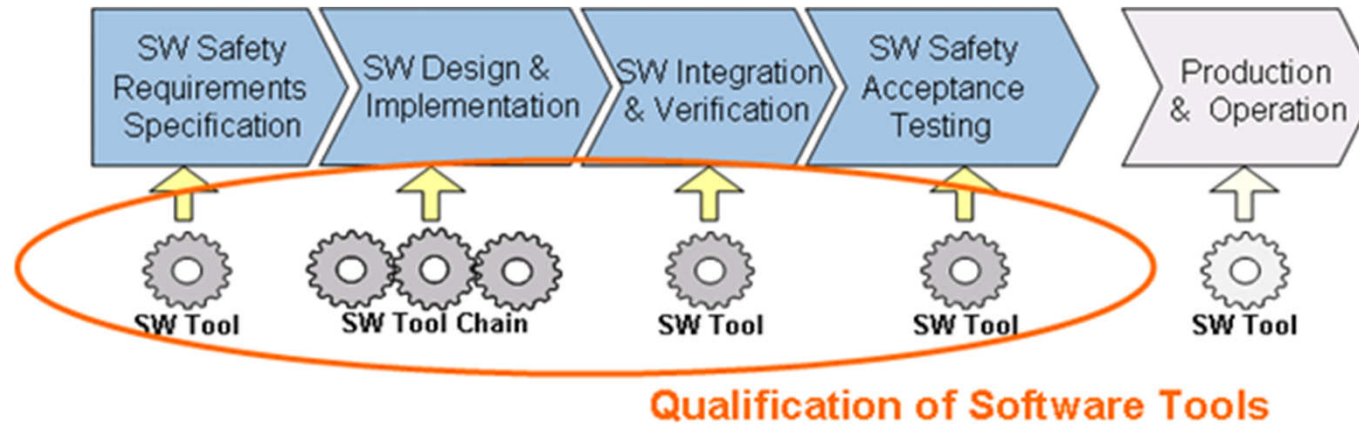 SW Safety
Requirements
Specification
SW Design &
Implementation
SW Integration
& Verification
SW Safety
Acceptance
Testing
Production
& Operation
SW Tool
SW Tool Chain
SW Tool
SW Tool
SW Tool
Qualification of Software Tools